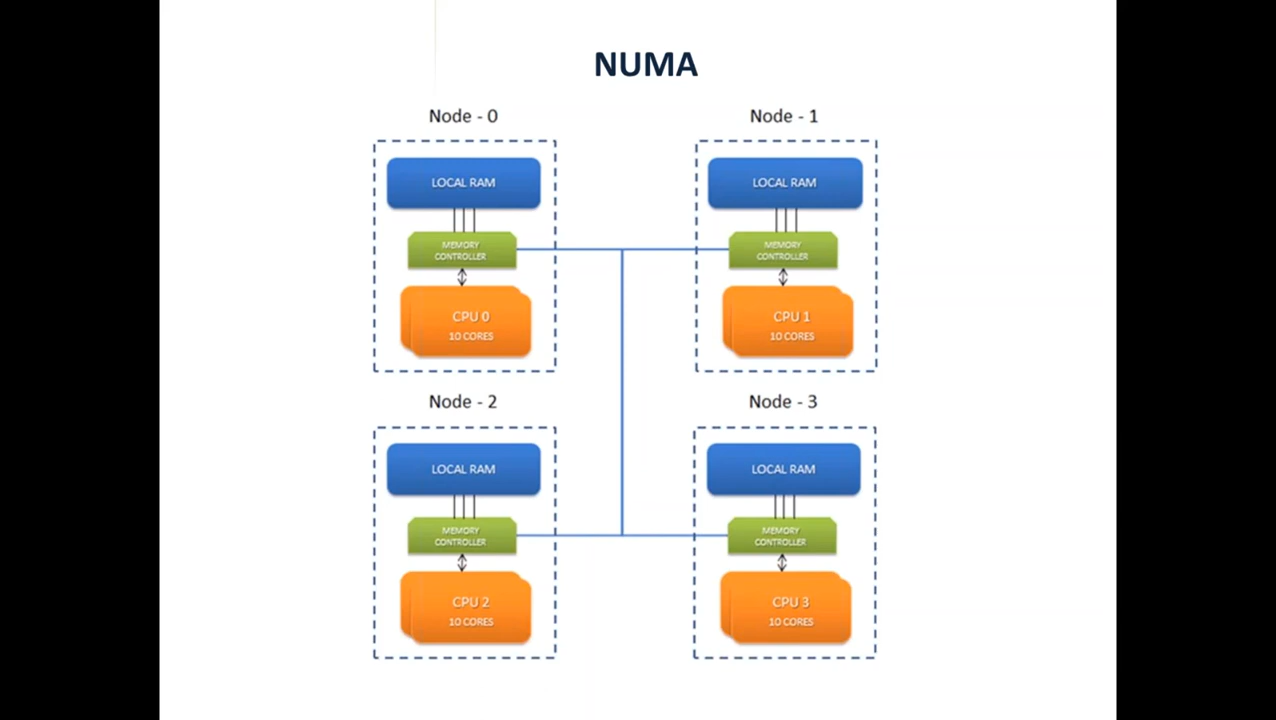 NUMA
Node - 0
LOCAL RAM
MEMORY
CONTROLLER
CPU 0
10 CORES
Node - 1
LOCAL RAM
MEMORY
CONTROLLER
CPU 1
10 CORES
Node - 2
LOCAL RAM
MEMORY
CONTROLLER
CPU 2
10 CORES
Node - 3
LOCAL RAM
MEMORY
CONTROLLER
CPU 3
10 CORES